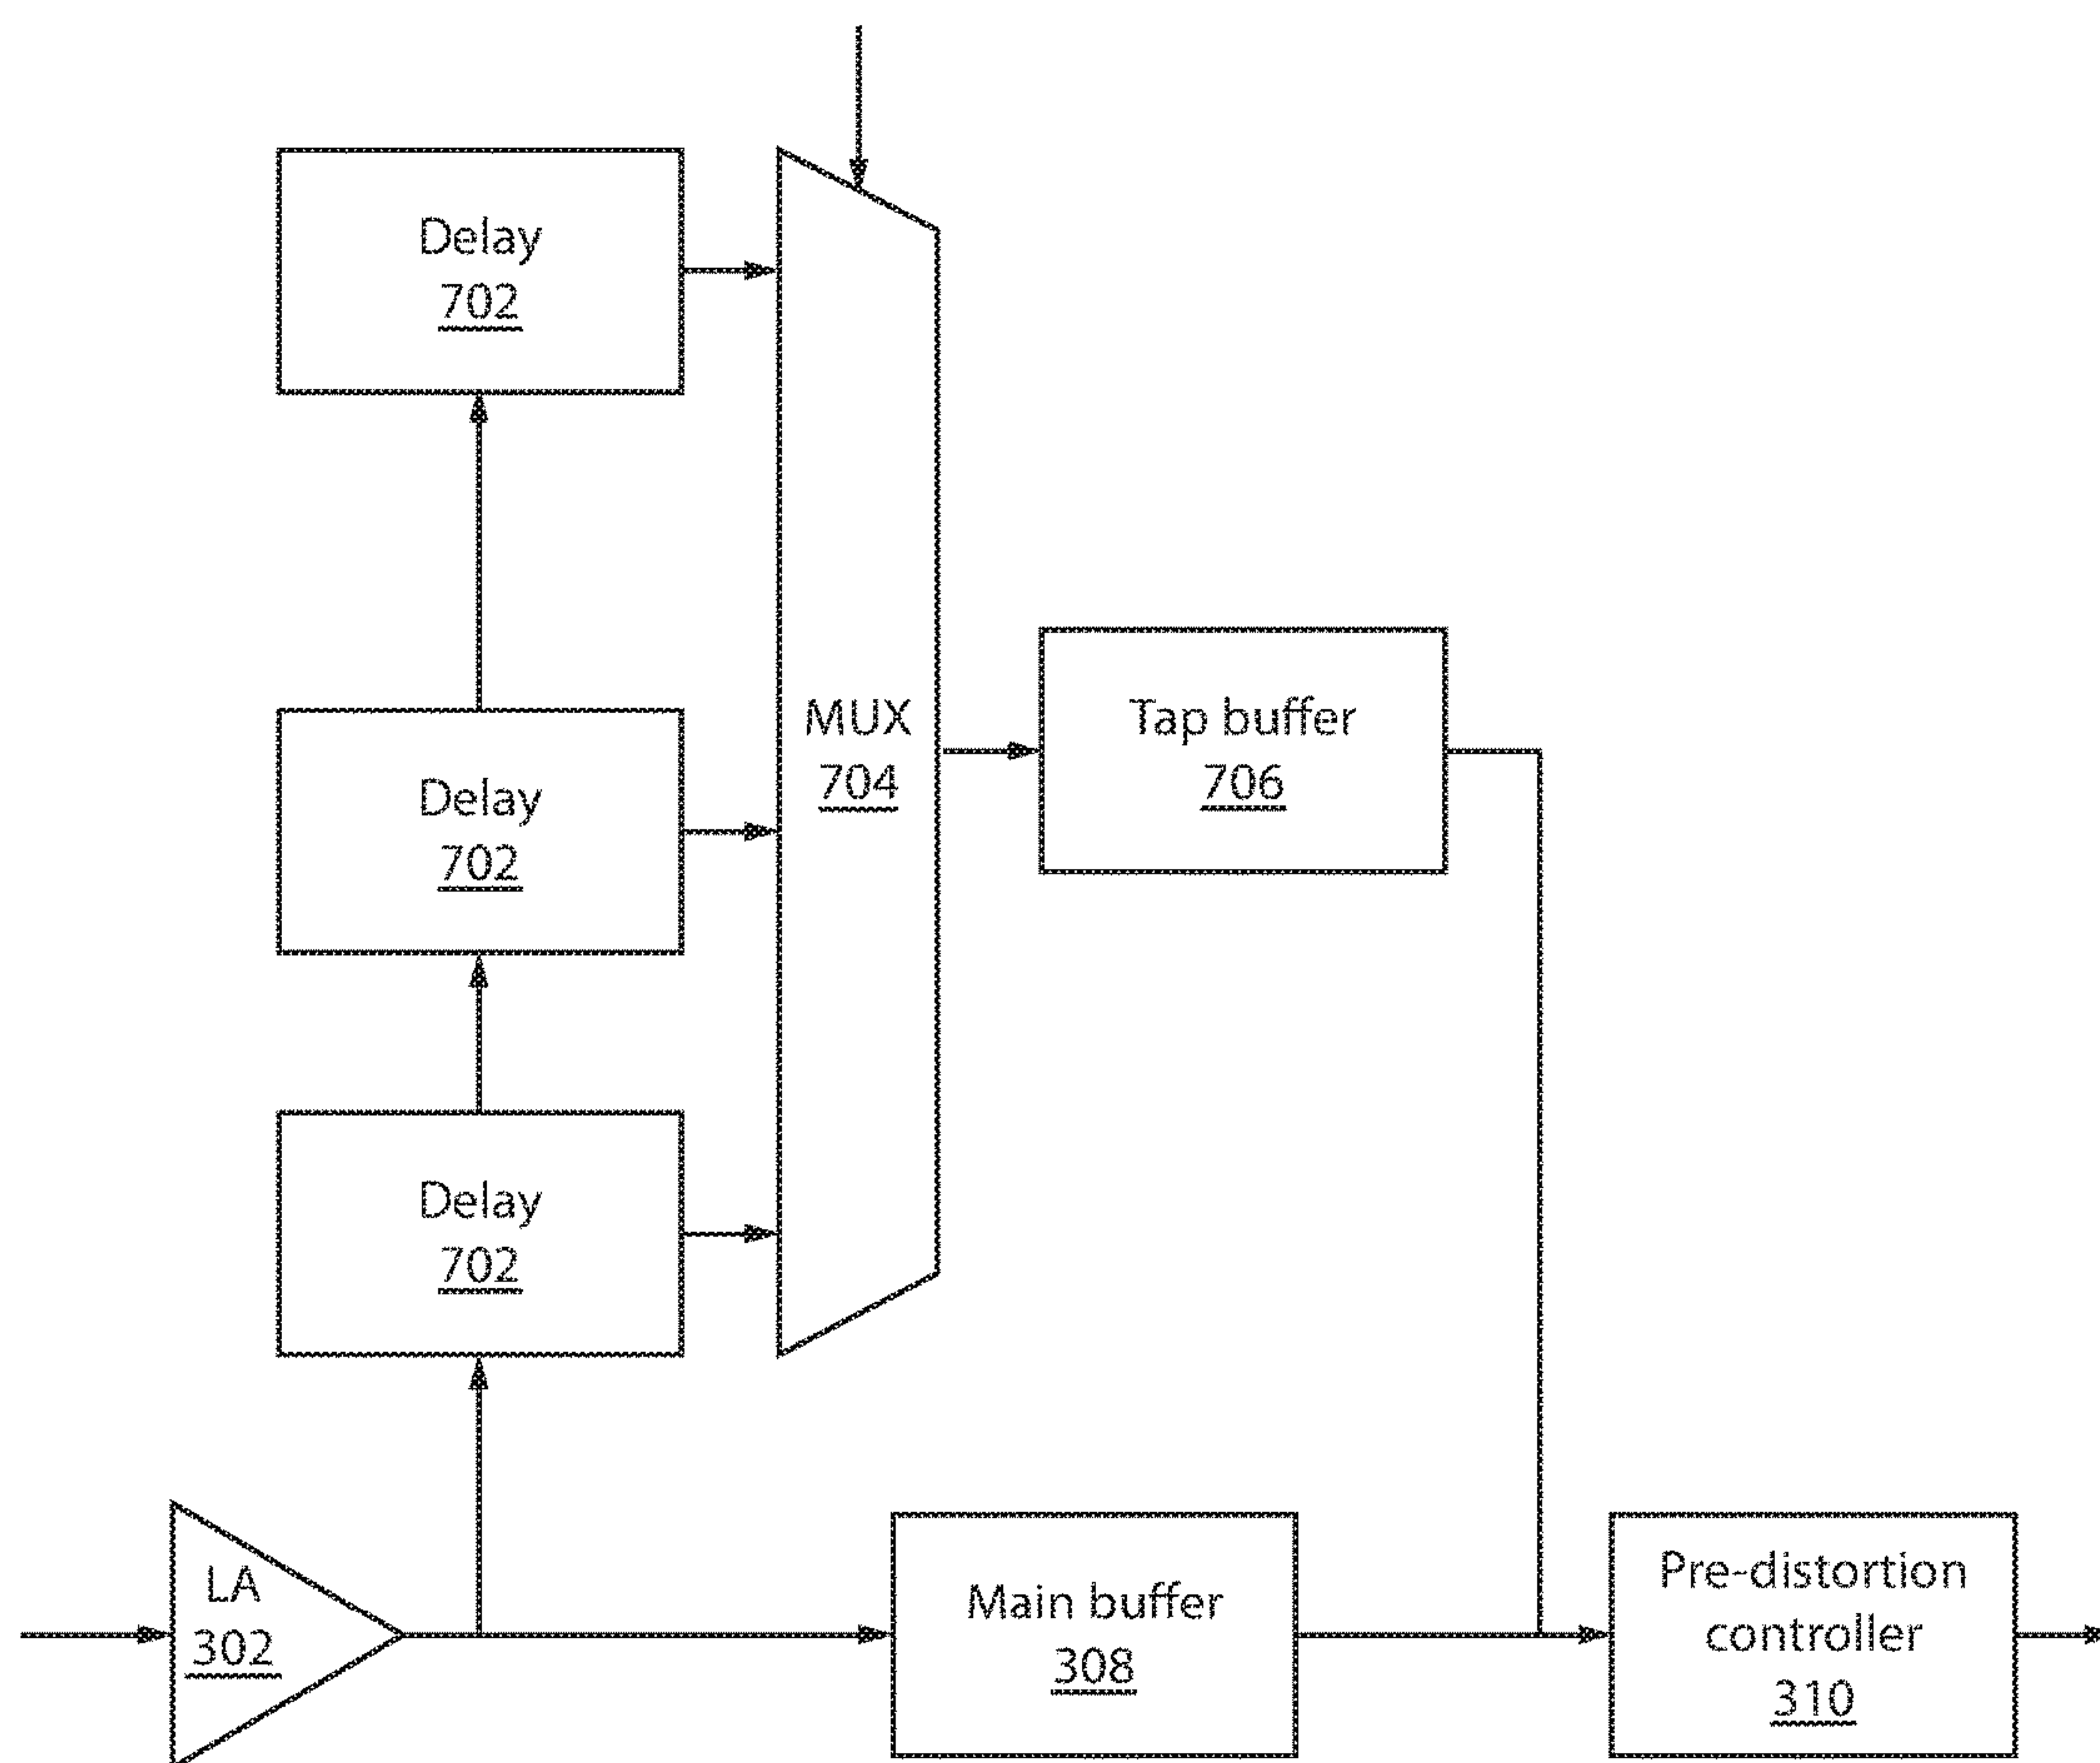 Delay
702
Delay
702
MUX
704
Tap buffer
706
Delay
702
LA
302
Main buffer
308
Pre-distortion
controller
310